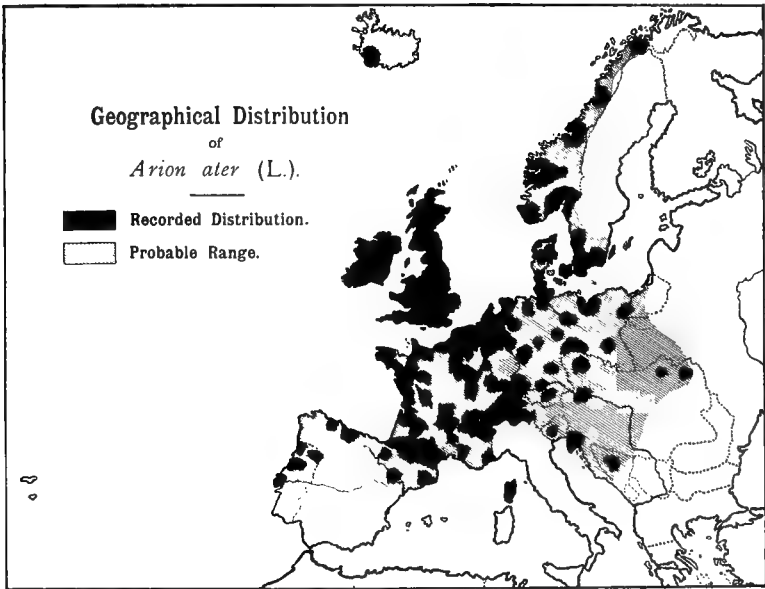 Geographical Distribution
of
Arion ater (L.).
Recorded Distribution.
Probable Range.